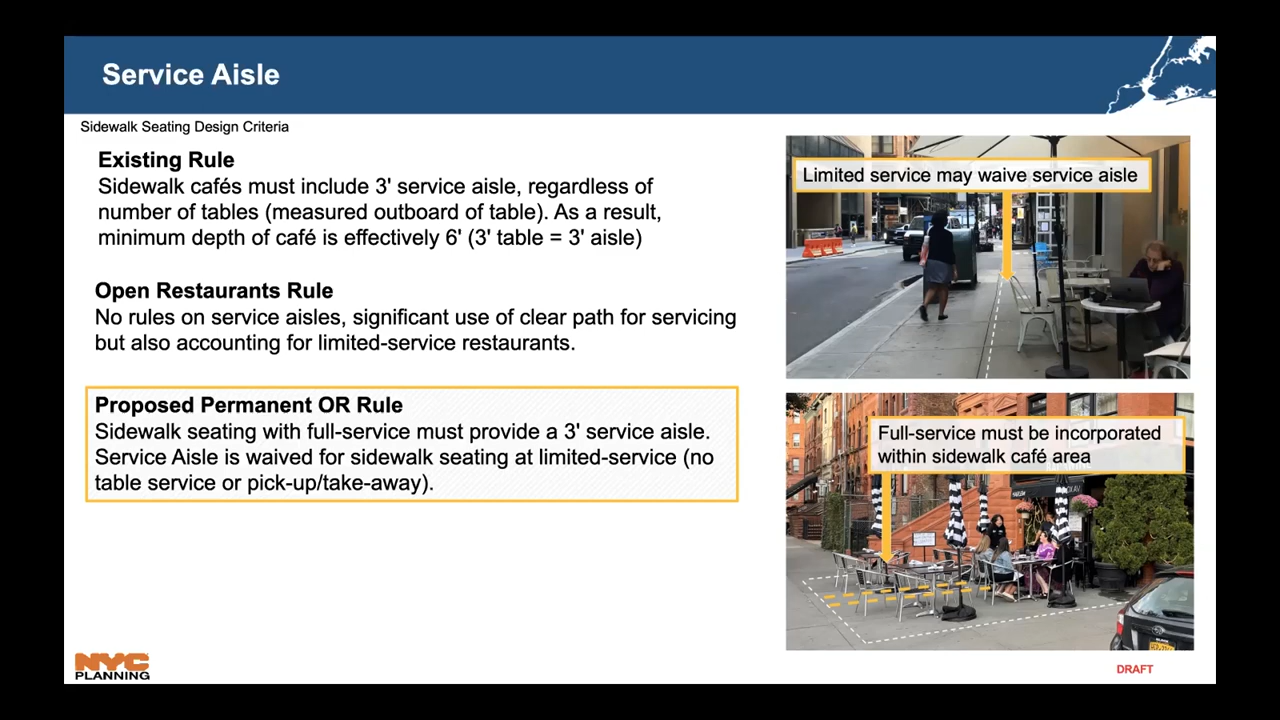 Service Aisle
Sidewalk Seating Design Criteria
Existing Rule
Sidewalk cafés must include 3' service aisle, regardless of
number of tables (measured outboard of table). As a result,
minimum depth of café is effectively 6' (3' table = 3' aisle)
Open Restaurants Rule
No rules on service aisles, significant use of clear path for servicing
but also accounting for limited-service restaurants.
Proposed Permanent OR Rule
Sidewalk seating with full-service must provide a 3' service aisle.
Service Aisle is waived for sidewalk seating at limited-service (no
table service or pick-up/take-away).
Limited service may waive service aisle
Full-service must be incorporated
within sidewalk café area
NYC
PLANNING
DRAFT